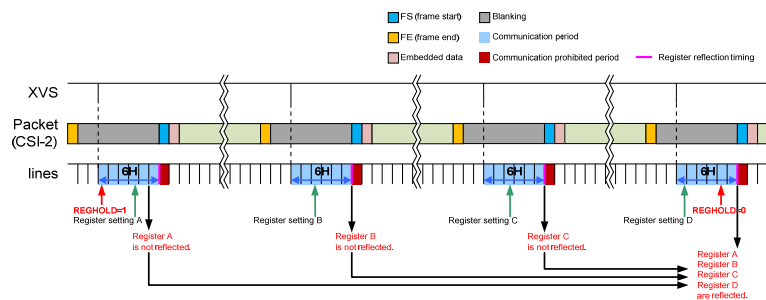 FS (frame start)
Blanking
FE (frame end)
Communication period
Embedded data
Communication prohibited period
Register reflection timing
XVS
Packet
(CSI-2)
lines
6H
6H
6H
6H
REGHOLD=1
Register setting A
Register setting B
Register setting C
Register setting D
REGHOLD=0
Register A
is not reflected.
Register B
is not reflected.
Register C
is not reflected.
Register A
Register B
Register C
Register D
are reflected.